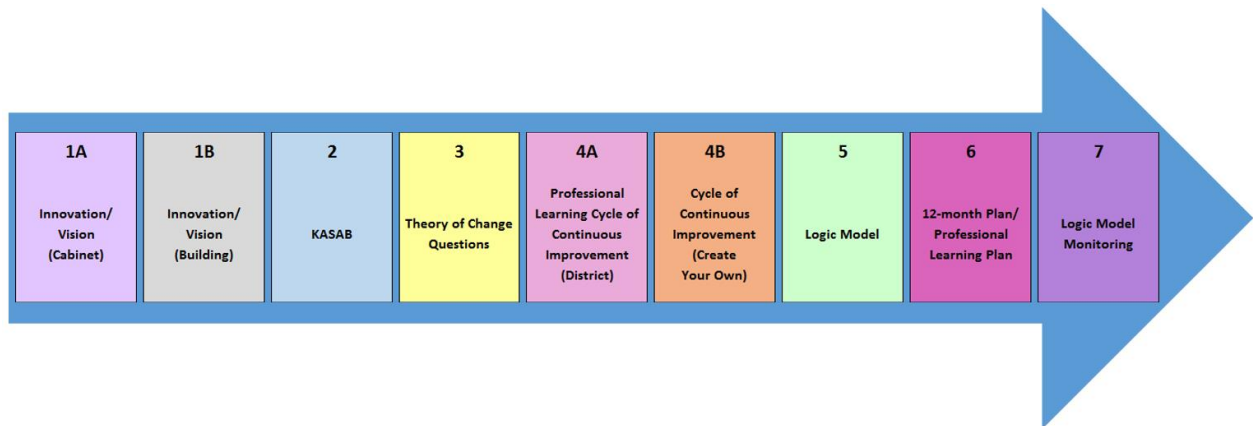 1A
Innovation/
Vision
(Cabinet)
1B
Innovation/
Vision
(Building)
2
KASAB
3
Theory of Change
Questions
4A
Professional
Learning Cycle of
Continuous
Improvement
(District)
4B
Cycle of
Continuous
Improvement
(Create
Your Own)
5
Logic Model
6
12-month Plan/
Professional
Learning Plan
7
Logic Model
Monitoring